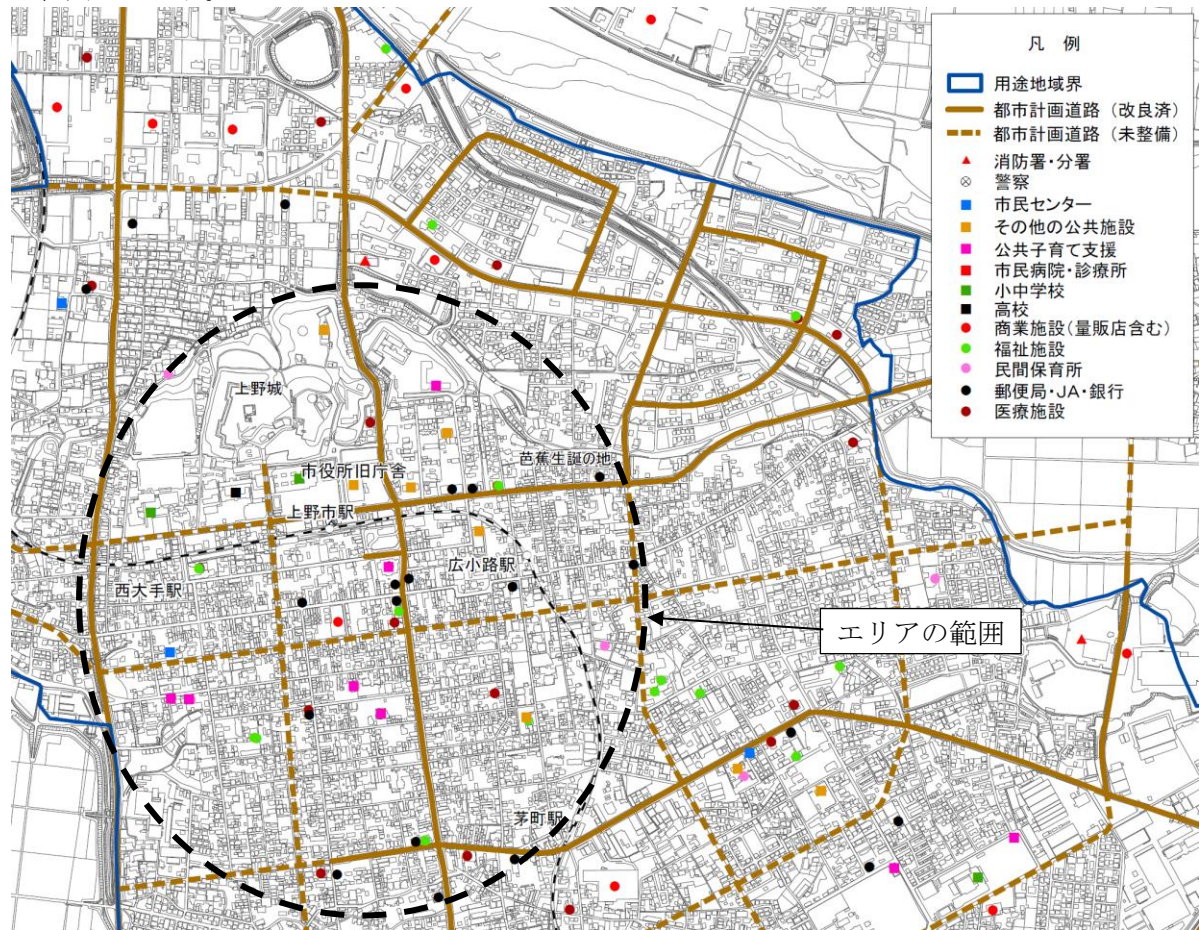 凡 例
用途地域界
都市計画道路（改良済）
都市計画道路（未整備）
消防署・分署
警察
市民センター
その他の公共施設
公共子育て支援
市民病院・診療所
小中学校
高校
商業施設（量販店含む）
福祉施設
民間保育所
郵便局・JA・銀行
医療施設
上野城
芭蕉生誕の地
市役所旧庁舎
上野市駅
広小路駅
西大手駅
エリアの範囲
茅町駅